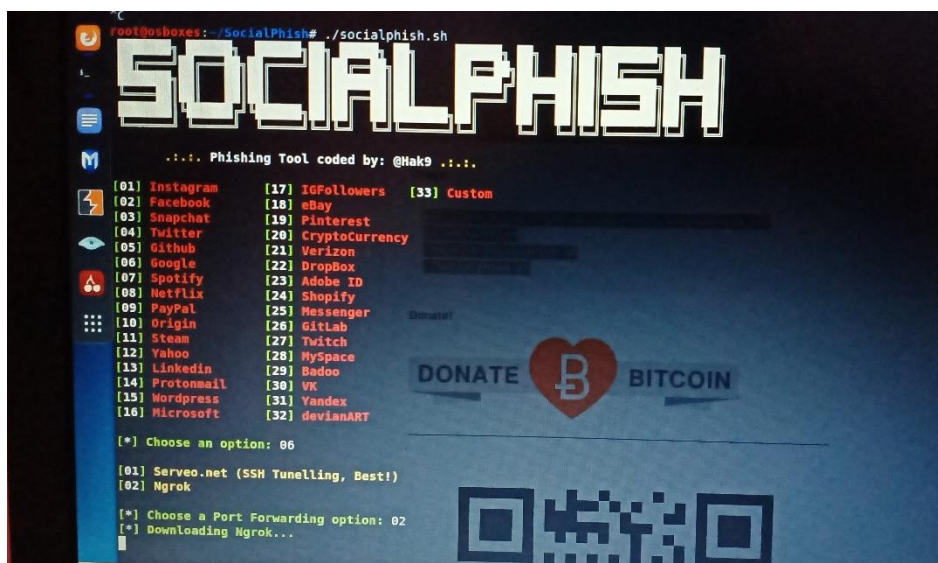 ^C
root@osboxes:~/SocialPhish# ./socialphish.sh
SOCIALPHISH
.:.:. Phishing Tool coded by: @Hak9 .:.:.
[01] Instagram [17] IGFollowers [33] Custom
[02] Facebook [18] eBay
[03] Snapchat [19] Pinterest
[04] Twitter [20] CryptoCurrency
[05] Github [21] Verizon
[06] Google [22] DropBox
[07] Spotify [23] Adobe ID
[08] Netflix [24] Shopify
[09] PayPal [25] Messenger
[10] Origin [26] GitLab
[11] Steam [27] Twitch
[12] Yahoo [28] MySpace
[13] Linkedin [29] Badoo
[14] Protonmail [30] VK
[15] Wordpress [31] Yandex
[16] Microsoft [32] devianART
Donate!
DONATE BITCOIN
[*] Choose an option: 06
[01] Serveo.net (SSH Tunelling, Best!)
[02] Ngrok
[*] Choose a Port Forwarding option: 02
[*] Downloading Ngrok...